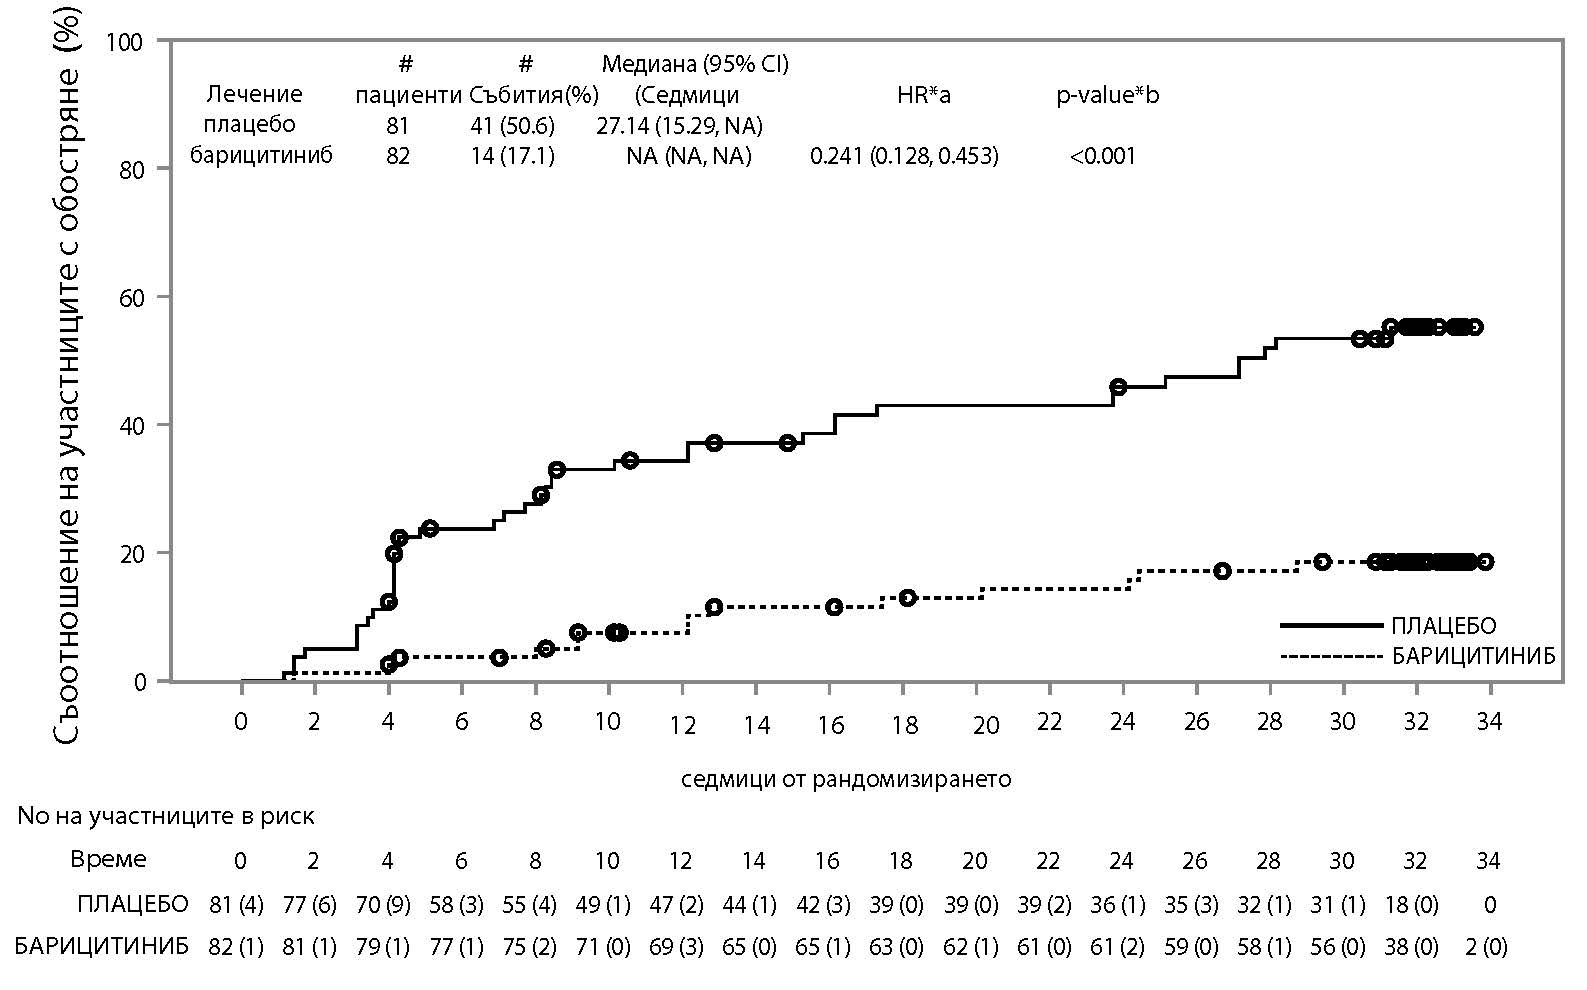 Съоотношение на участниците с обостряне (%)
100
80
60
40
20
0
# # Медиана (95% CI)
Лечение пациенти Събития(%) (Седмици HR*a p-value*b
плацебо 81 41 (50.6) 27.14 (15.29, NA)
барицитиниб 82 14 (17.1) NA (NA, NA) 0.241 (0.128, 0.453) <0.001
ПЛАЦЕБО
БАРИЦИТИНИБ
0 2 4 6 8 10 12 14 16 18 20 22 24 26 28 30 32 34
седмици от рандомизирането
No на участниците в риск
Време 0 2 4 6 8 10 12 14 16 18 20 22 24 26 28 30 32 34
ПЛАЦЕБО 81 (4) 77 (6) 70 (9) 58 (3) 55 (4) 49 (1) 47 (2) 44 (1) 42 (3) 39 (0) 39 (0) 39 (2) 36 (1) 35 (3) 32 (1) 31 (1) 18 (0) 0
БАРИЦИТИНИБ 82 (1) 81 (1) 79 (1) 77 (1) 75 (2) 71 (0) 69 (3) 65 (0) 65 (1) 63 (0) 62 (1) 61 (0) 61 (2) 59 (0) 58 (1) 56 (0) 38 (0) 2 (0)